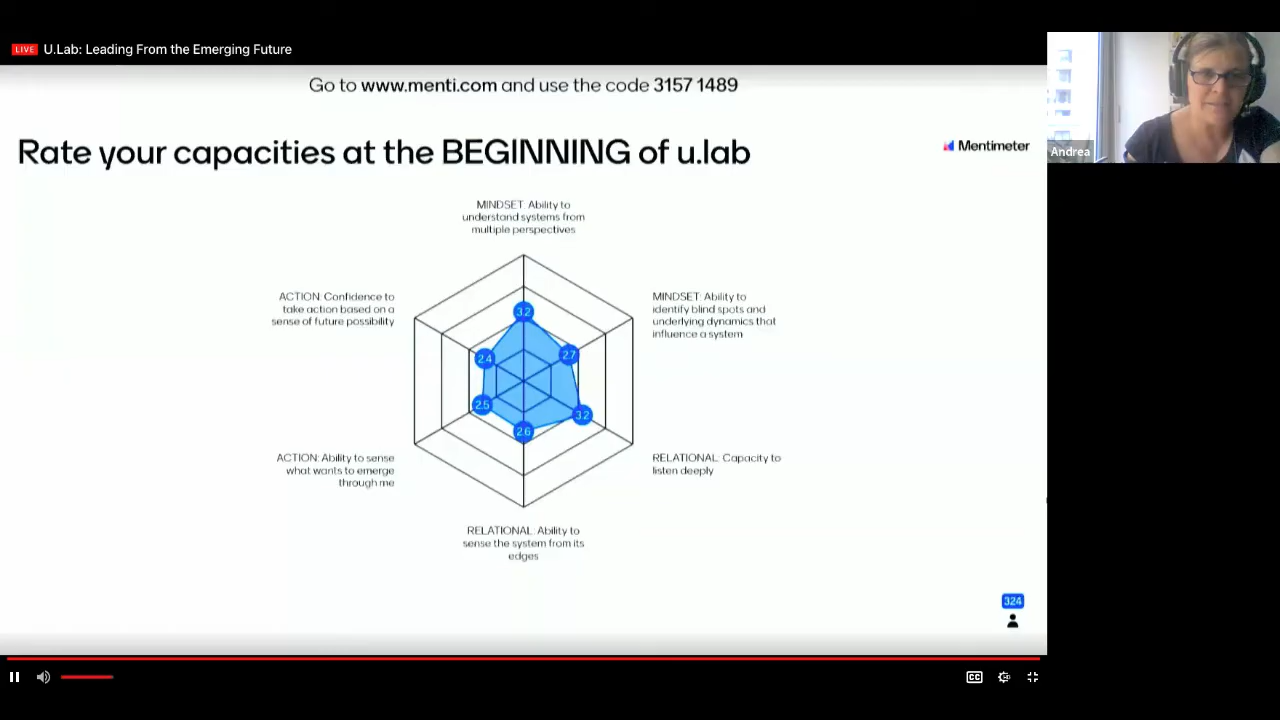 LIVE U.Lab: Leading From the Emerging Future
Go to www.menti.com and use the code 3157 1489
Rate your capacities at the BEGINNING of u.lab
Mentimeter
Andrea
MINDSET: Ability to
understand systems from
multiple perspectives
ACTION: Confidence to
take action based on a
sense of future possibility
MINDSET: Ability to
identify blind spots and
underlying dynamics that
influence a system
3.2
2.7
2.4
2.5
3.2
2.6
ACTION: Ability to sense
what wants to emerge
through me
RELATIONAL: Capacity to
listen deeply
RELATIONAL: Ability to
sense the system from its
edges
324
CC